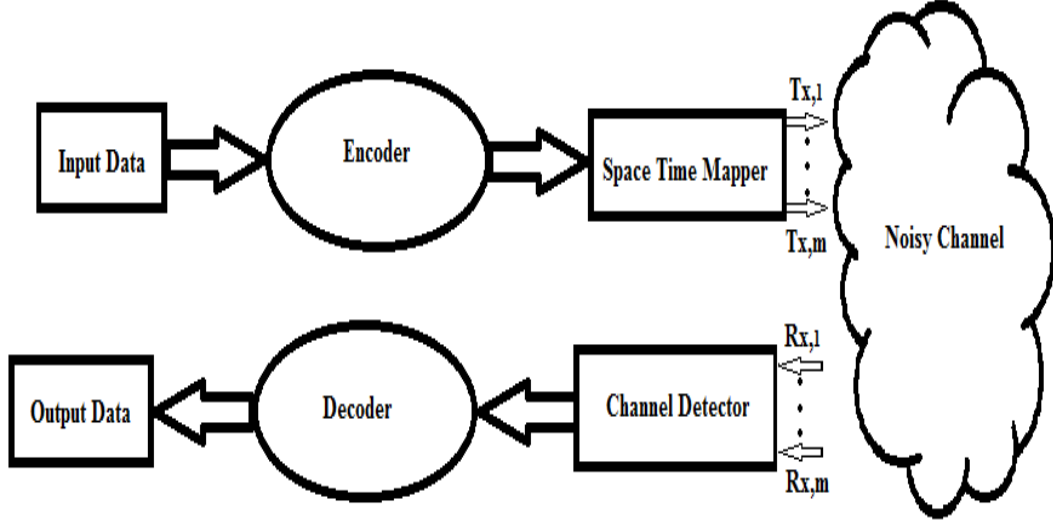 Input Data
Encoder
Space Time Mapper
Tx,1
Tx,m
Noisy Channel
Rx,1
Rx,m
Channel Detector
Decoder
Output Data